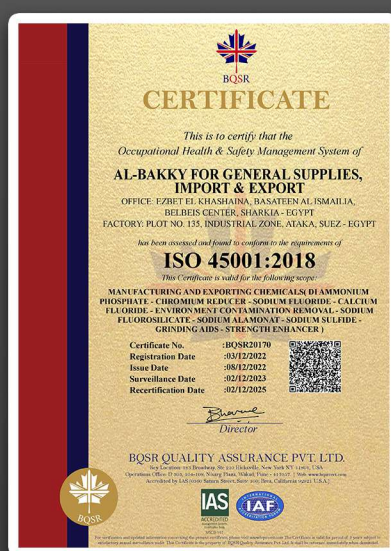 BQSR
CERTIFICATE
This is to certify that the
Occupational Health & Safety Management System of
AL-BAKKY FOR GENERAL SUPPLIES,
IMPORT & EXPORT
OFFICE: EZBET EL KHASHAINA, BASATEEN AL ISMAILIA,
BELBEIS CENTER, SHARKIA - EGYPT
FACTORY: PLOT NO. 135, INDUSTRIAL ZONE, ATAKA, SUEZ - EGYPT
has been assessed and found to conform to the requirements of
ISO 45001:2018
This Certificate is valid for the following scope:
MANUFACTURING AND EXPORTING CHEMICALS( DI AMMONIUM
PHOSPHATE - CHROMIUM REDUCER - SODIUM FLUORIDE - CALCIUM
FLUORIDE - ENVIRONMENT CONTAMINATION REMOVAL - SODIUM
FLUOROSILICATE - SODIUM ALAMONAT - SODIUM SULFIDE -
GRINDING AIDS - STRENGTH ENHANCER )
Certificate No. :BQSR20170
Registration Date :03/12/2022
Issue Date :08/12/2022
Surveillance Date :02/12/2023
Recertification Date :02/12/2025
Director
BQSR QUALITY ASSURANCE PVT. LTD.
BQSR
IAS
ACCREDITED
INTERNATIONAL
IAF